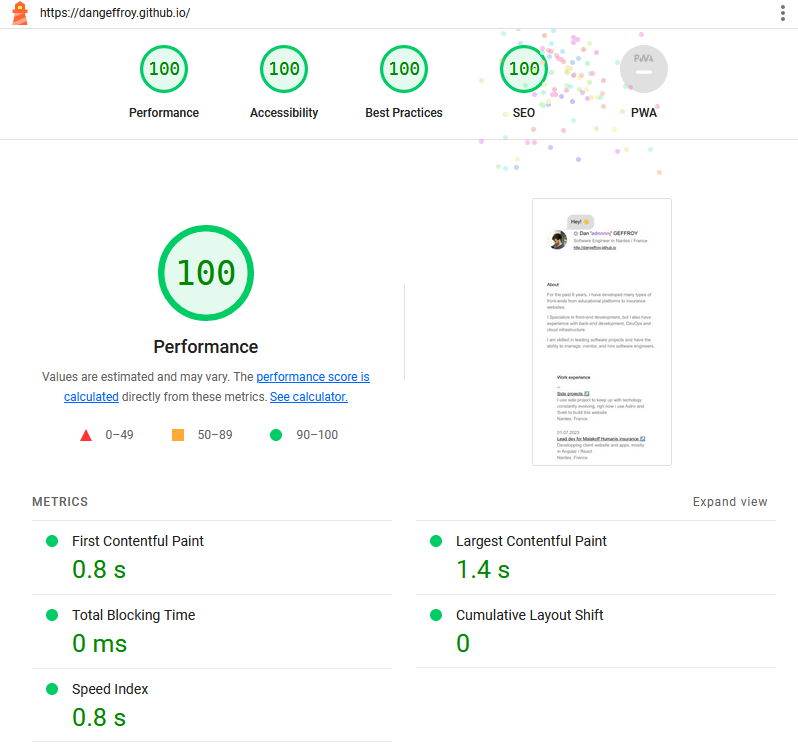 https://dangeffroy.github.io/
100
100
100
100
PWA
Performance
Accessibility
Best Practices
SEO
PWA
100
Performance
Values are estimated and may vary. The performance score is
calculated directly from these metrics. See calculator.
0–49
50–89
90–100
Hey! 👋
Dan "admmnj" GEFFROY
Software Engineer in Nantes / France
http://dangeffroy.github.io
About
For the past 8 years, I have developed many types of
front-ends from educational platforms to insurance
websites.
I Specialize in front-end development, but I also have
experience with back-end development, DevOps and
cloud infrastructure.
I am skilled in leading software projects and have the
ability to manage, mentor, and hire software engineers.
Work experience
Side projects
I use side project to keep up with techology
constantly evolving, right now i use Astro and
Svelt to build this website
Nantes, France
01.07.2023
Lead dev for Malakoff Humanis insurance
Developping client website and apps, mostly
in Angular / React
Nantes, France
METRICS
Expand view
First Contentful Paint
0.8 s
Largest Contentful Paint
1.4 s
Total Blocking Time
0 ms
Cumulative Layout Shift
0
Speed Index
0.8 s